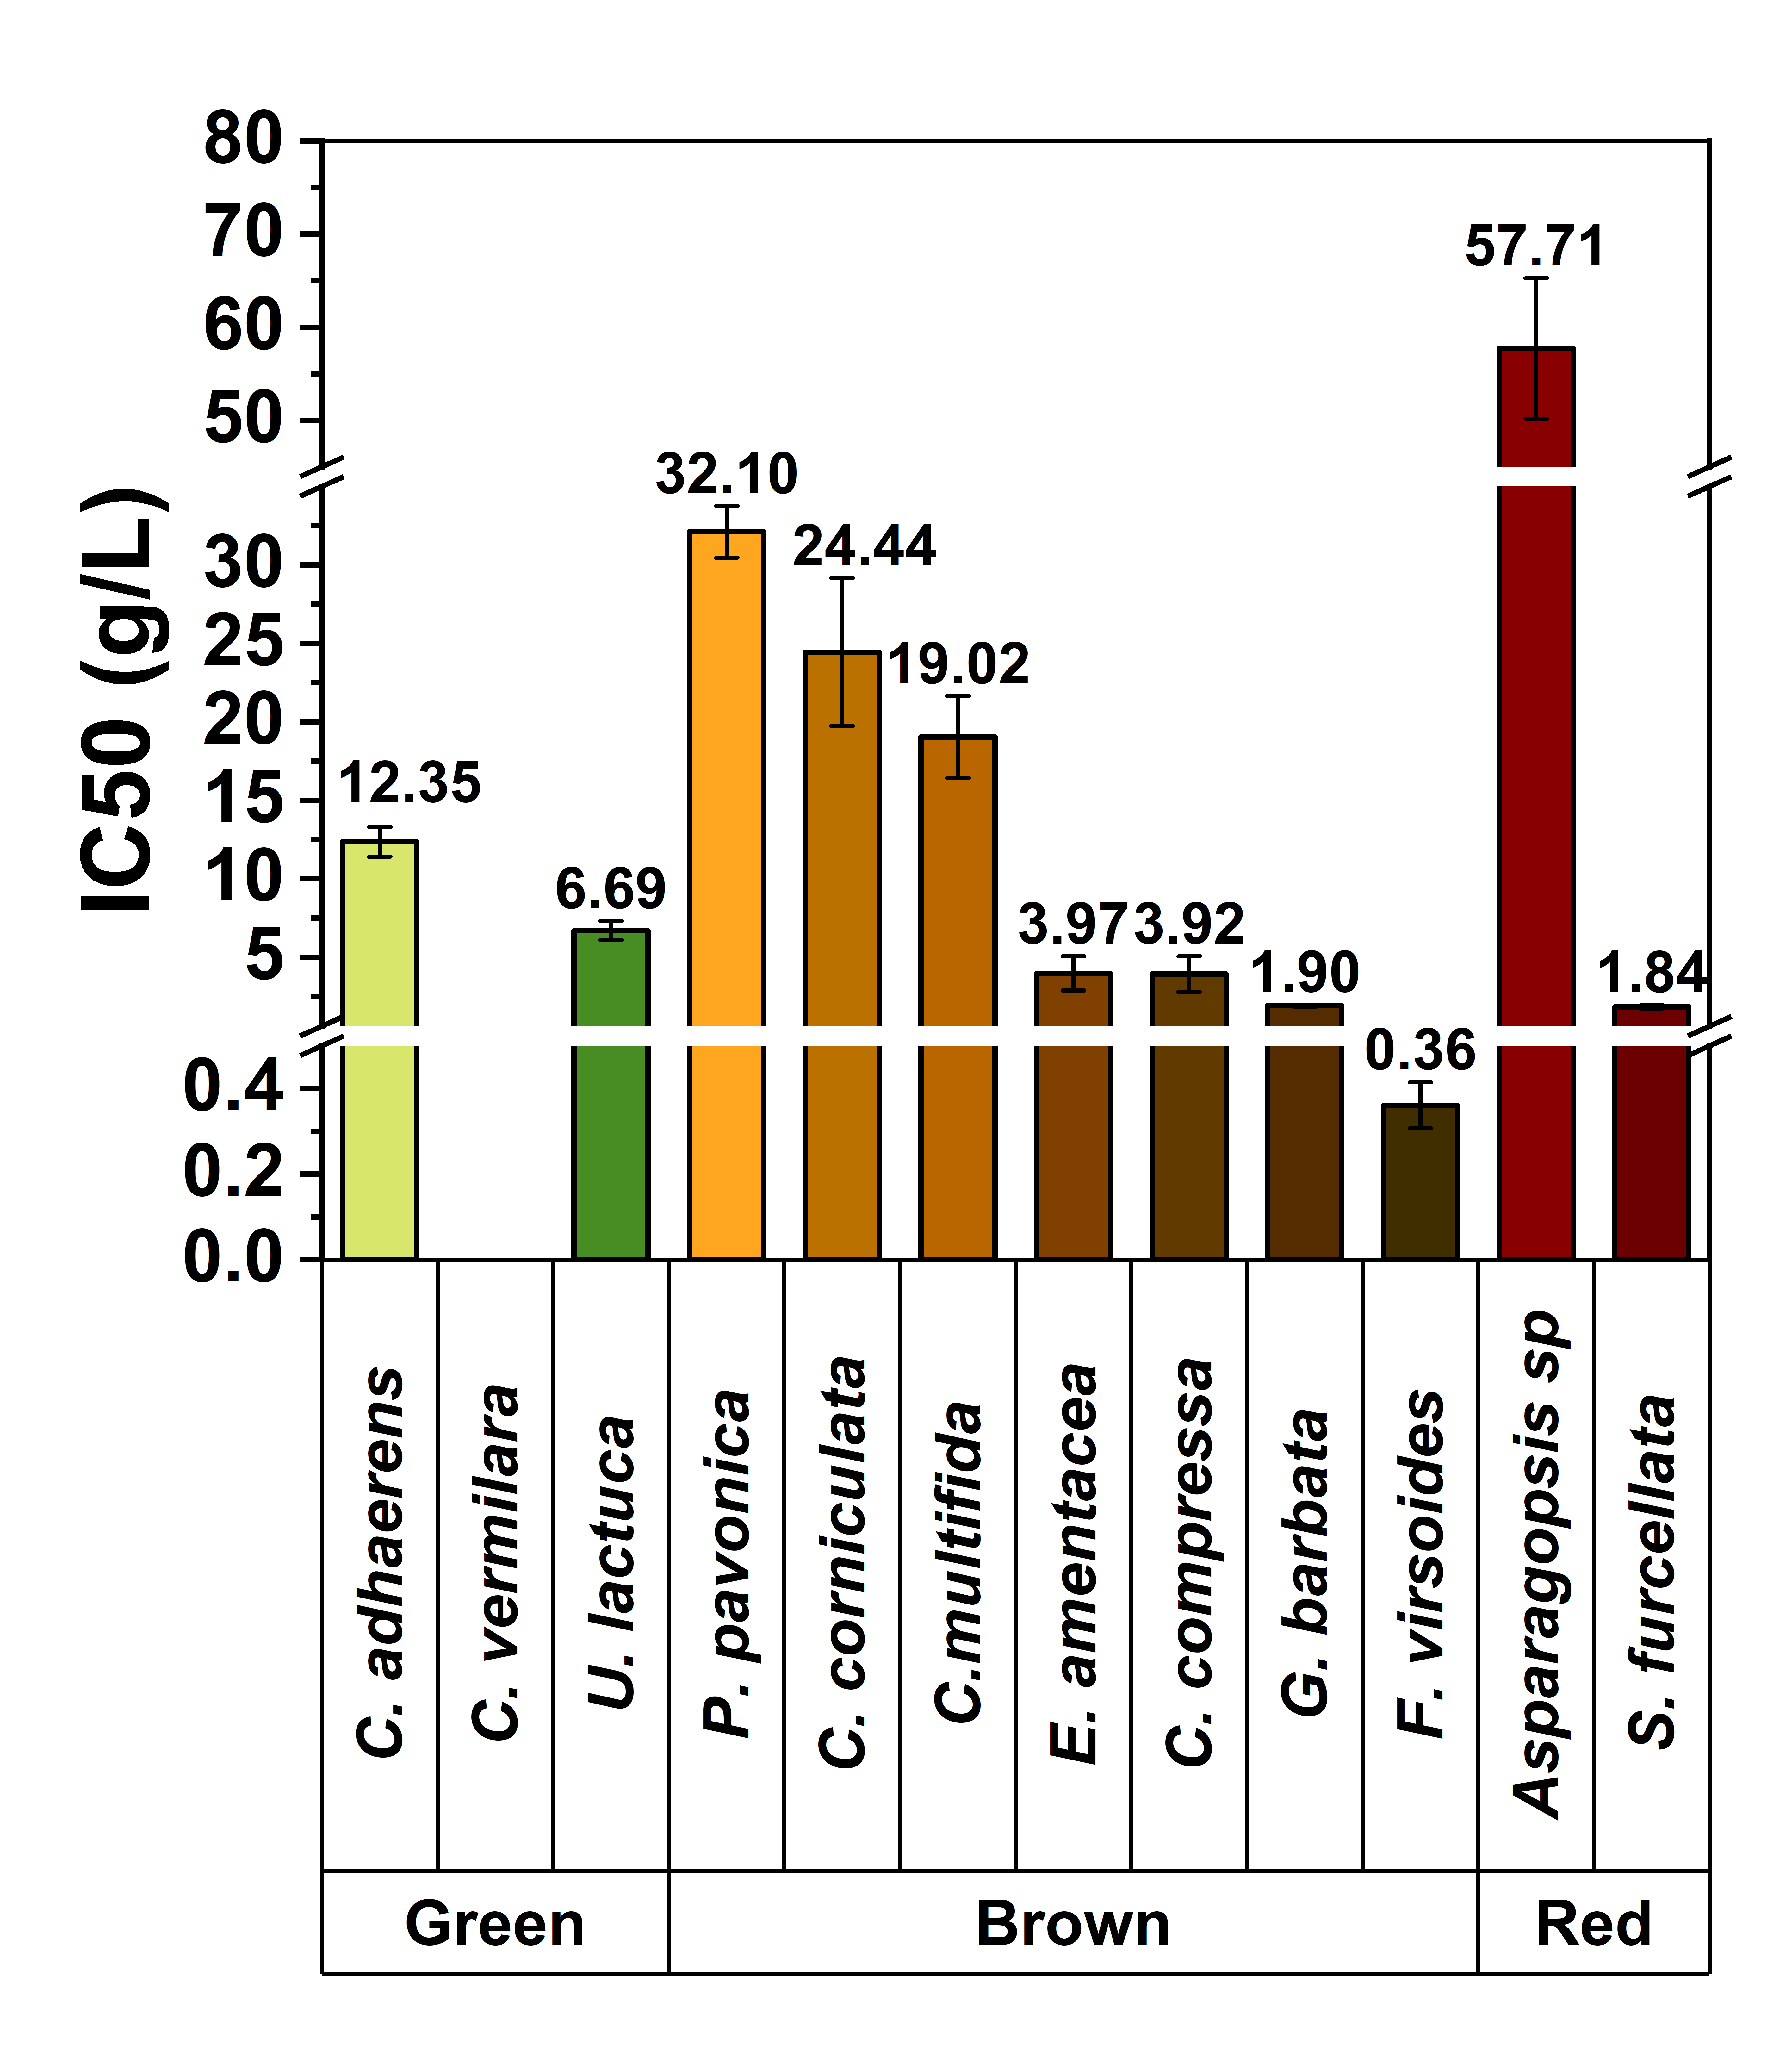 IC50 (g/L)
80
70
60
50
30
25
20
15
10
5
0.4
0.2
0.0
12.35
6.69
32.10
24.44
19.02
3.97
3.92
1.90
0.36
57.71
1.84
C. adhaerens
C. vermilara
U. lactuca
P. pavonica
C. corniculata
C.multifida
E. amentacea
C. compressa
G. barbata
F. virsoides
Asparagopsis sp
S. furcellata
Green
Brown
Red